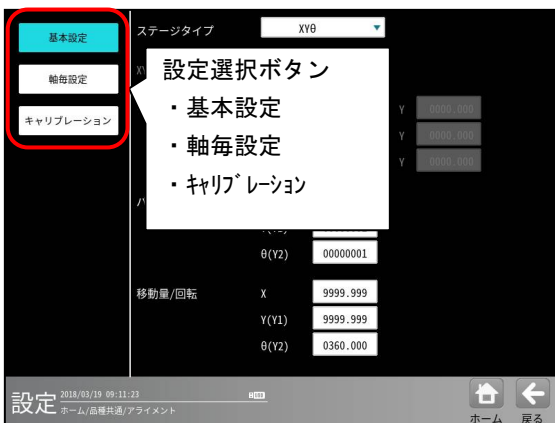 基本設定
軸毎設定
キャリブレーション
ステージタイプ XYθ
設定選択ボタン
・基本設定
・軸毎設定
・ｷｬﾘﾌﾞﾚｰｼｮﾝ
Y 0000.000
Y 0000.000
Y 0000.000
θ(Y2) 00000001
移動量/回転 X 9999.999
Y(Y1) 9999.999
θ(Y2) 0360.000
設定 2018/03/19 09:11:23
ホーム/品種共通/アライメント
ホーム 戻る